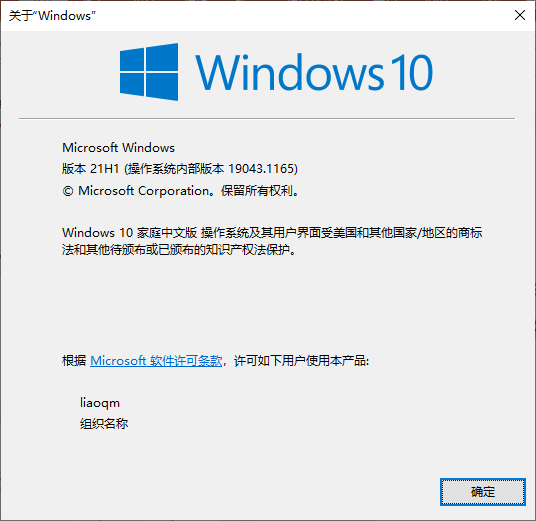 关于“Windows”
Windows 10
Microsoft Windows
版本 21H1 (操作系统内部版本 19043.1165)
© Microsoft Corporation。保留所有权利。
Windows 10 家庭中文版 操作系统及其用户界面受美国和其他国家/地区的商标
法和其他待颁布或已颁布的知识产权法保护。
根据 Microsoft 软件许可条款，许可如下用户使用本产品:
liaoqm
组织名称
确定